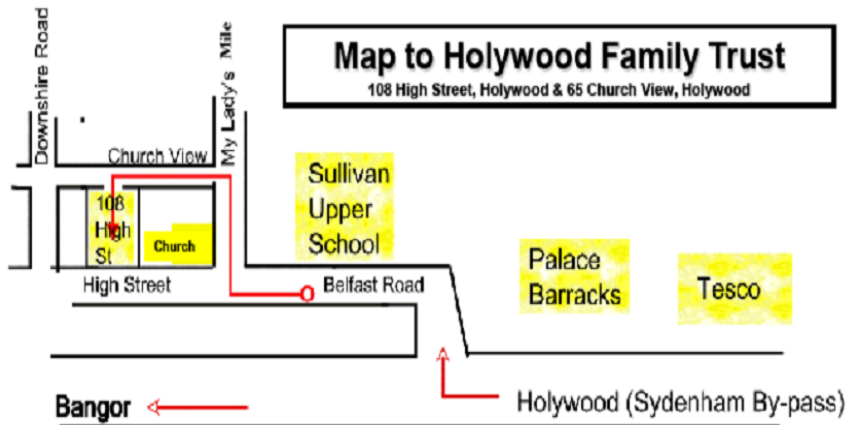 Map to Holywood Family Trust
108 High Street, Holywood & 65 Church View, Holywood
Downshire Road
My Lady's Mile
Church View
108
High
St
Church
Sullivan
Upper
School
High Street
Belfast Road
Palace
Barracks
Tesco
Bangor
Holywood (Sydenham By-pass)